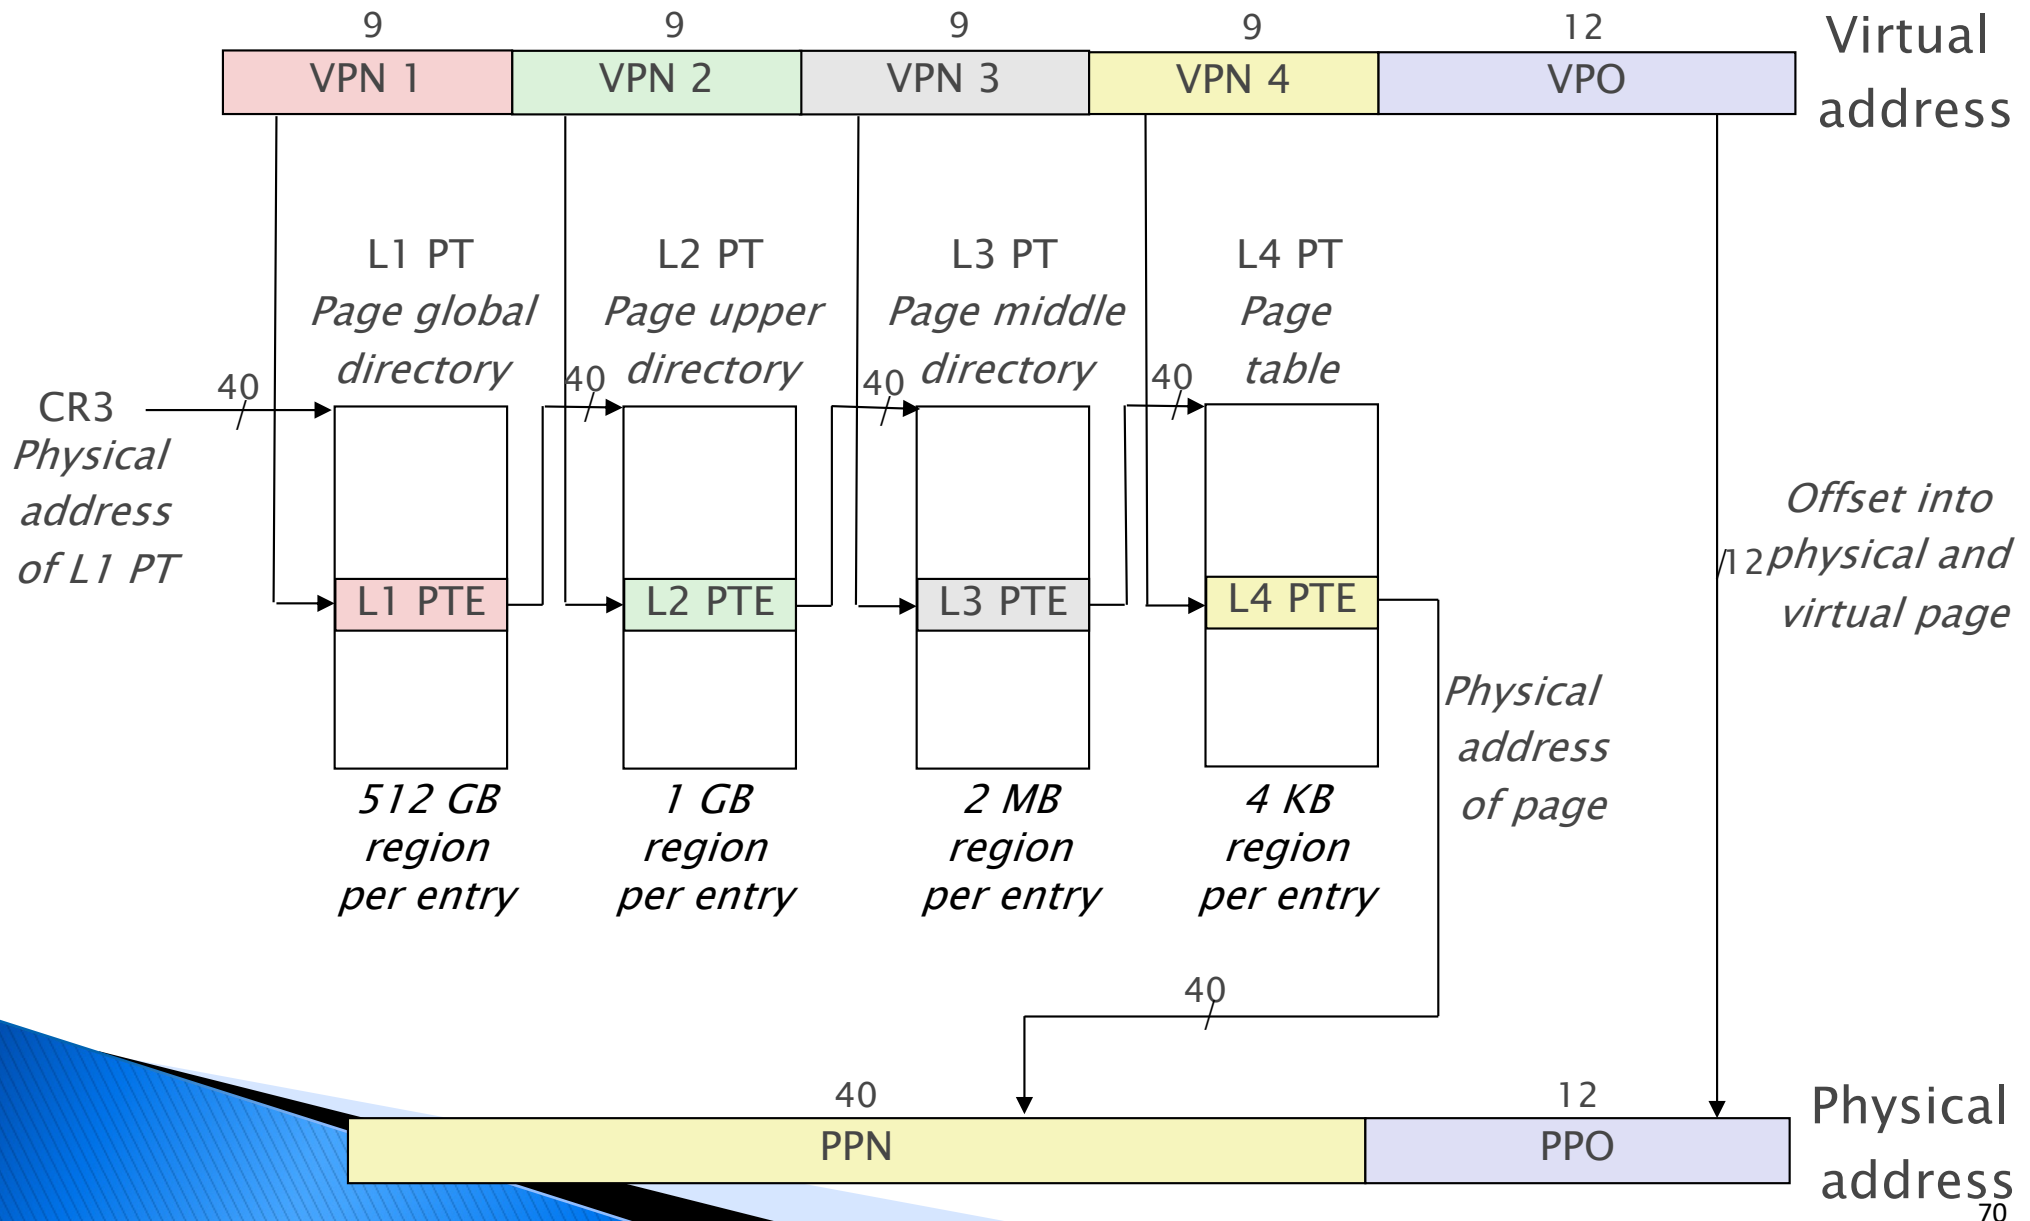 9 9 9 9 12
VPN 1 VPN 2 VPN 3 VPN 4 VPO
Virtual
address
L1 PT
Page global
directory
L2 PT
Page upper
directory
L3 PT
Page middle
directory
L4 PT
Page
table
CR3
Physical
address
of L1 PT
40
40
40
40
L1 PTE
L2 PTE
L3 PTE
L4 PTE
12
Offset into
physical and
virtual page
512 GB
region
per entry
1 GB
region
per entry
2 MB
region
per entry
4 KB
region
per entry
Physical
address
of page
40
40 12
PPN PPO
Physical
address
70